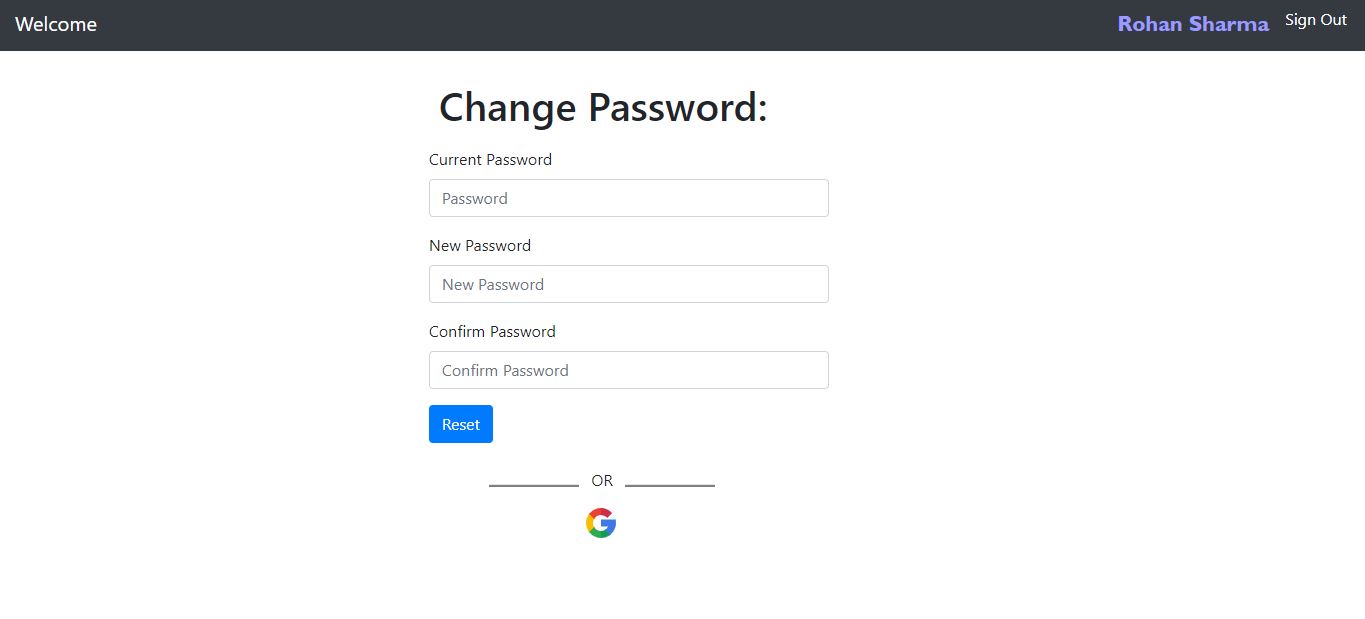 Welcome Rohan Sharma Sign Out
Change Password:
Current Password
Password
New Password
New Password
Confirm Password
Confirm Password
Reset
OR